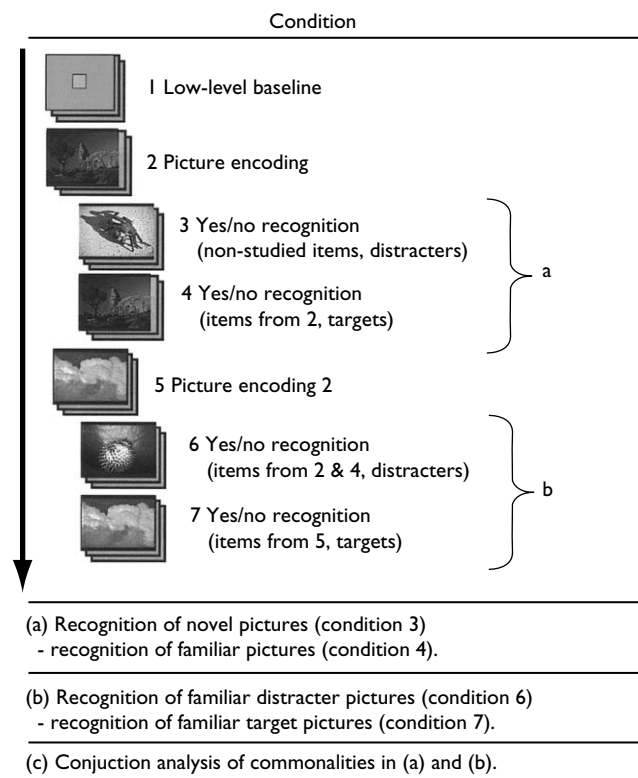 Condition
1 Low-level baseline
2 Picture encoding
3 Yes/no recognition
(non-studied items, distracters)
4 Yes/no recognition
(items from 2, targets)
a
5 Picture encoding 2
6 Yes/no recognition
(items from 2 & 4, distracters)
7 Yes/no recognition
(items from 5, targets)
b
(a) Recognition of novel pictures (condition 3)
- recognition of familiar pictures (condition 4).
(b) Recognition of familiar distracter pictures (condition 6)
- recognition of familiar target pictures (condition 7).
(c) Conjuction analysis of commonalities in (a) and (b).